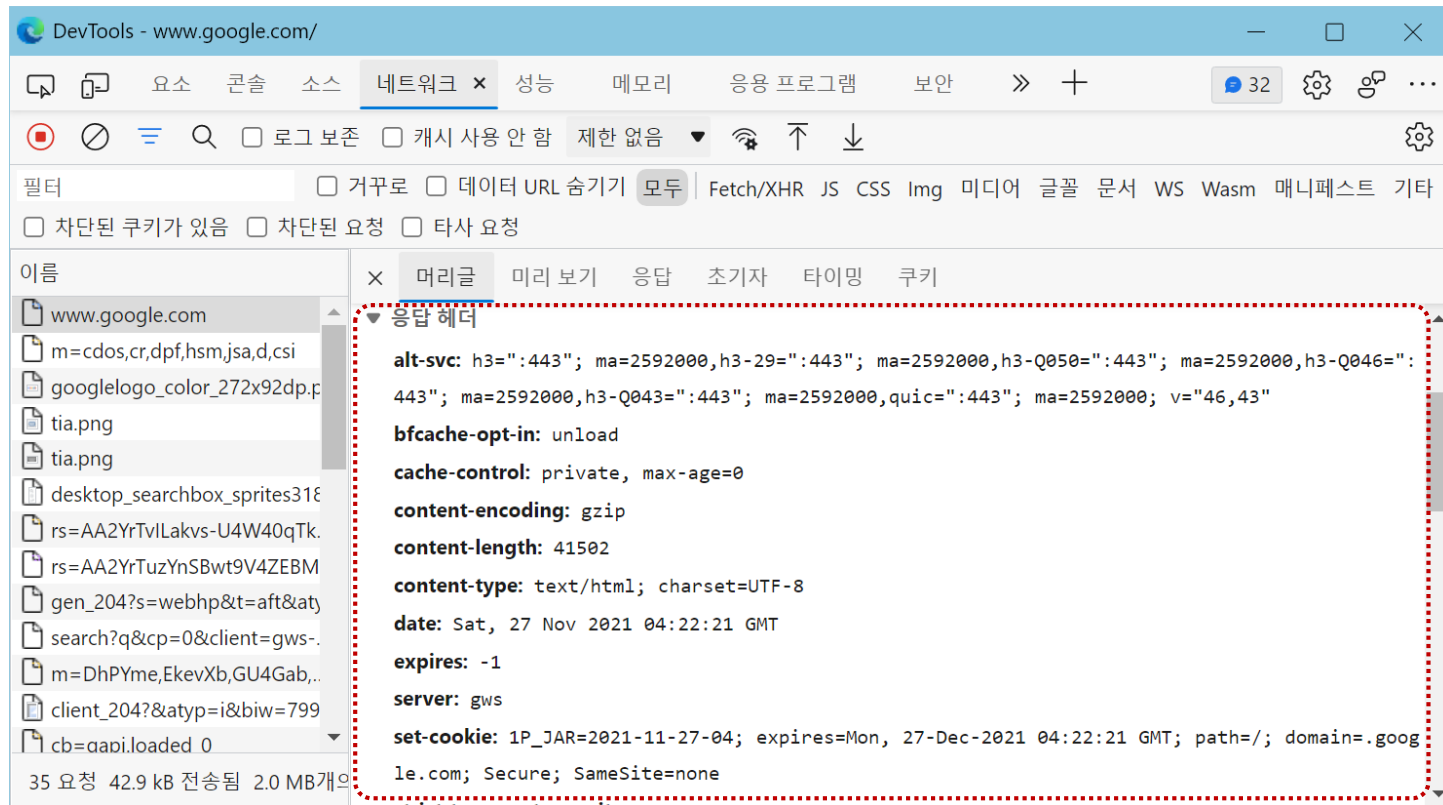 DevTools - www.google.com/
요소 콘솔 소스 네트워크 성능 메모리 응용 프로그램 보안 32
로그 보존 캐시 사용 안 함 제한 없음
필터 거꾸로 데이터 URL 숨기기 모두 Fetch/XHR JS CSS Img 미디어 글꼴 문서 WS Wasm 매니페스트 기타
차단된 쿠키가 있음 차단된 요청 타사 요청
이름
www.google.com
m=cdos,cr,dpf,hsm,jsa,d,csi
googlelogo_color_272x92dp.p
tia.png
tia.png
desktop_searchbox_sprites318
rs=AA2YrTvILakvs-U4W40qTk.
rs=AA2YrTuzYnSBwt9V4ZEBM
gen_204?s=webhp&t=aft&aty
search?q&cp=0&client=gws-.
m=DhPYme,EkevXb,GU4Gab,..
client_204?&atyp=i&biw=799
cb=gapi.loaded_0
35 요청 42.9 kB 전송됨 2.0 MB개의
머리글 미리 보기 응답 초기자 타이밍 쿠키
응답 헤더
alt-svc: h3=":443"; ma=2592000,h3-29=":443"; ma=2592000,h3-Q050=":443"; ma=2592000,h3-Q046=":
443"; ma=2592000,h3-Q043=":443"; ma=2592000,quic=":443"; ma=2592000; v="46,43"
bfcache-opt-in: unload
cache-control: private, max-age=0
content-encoding: gzip
content-length: 41502
content-type: text/html; charset=UTF-8
date: Sat, 27 Nov 2021 04:22:21 GMT
expires: -1
server: gws
set-cookie: 1P_JAR=2021-11-27-04; expires=Mon, 27-Dec-2021 04:22:21 GMT; path=/; domain=.goog
le.com; Secure; SameSite=none